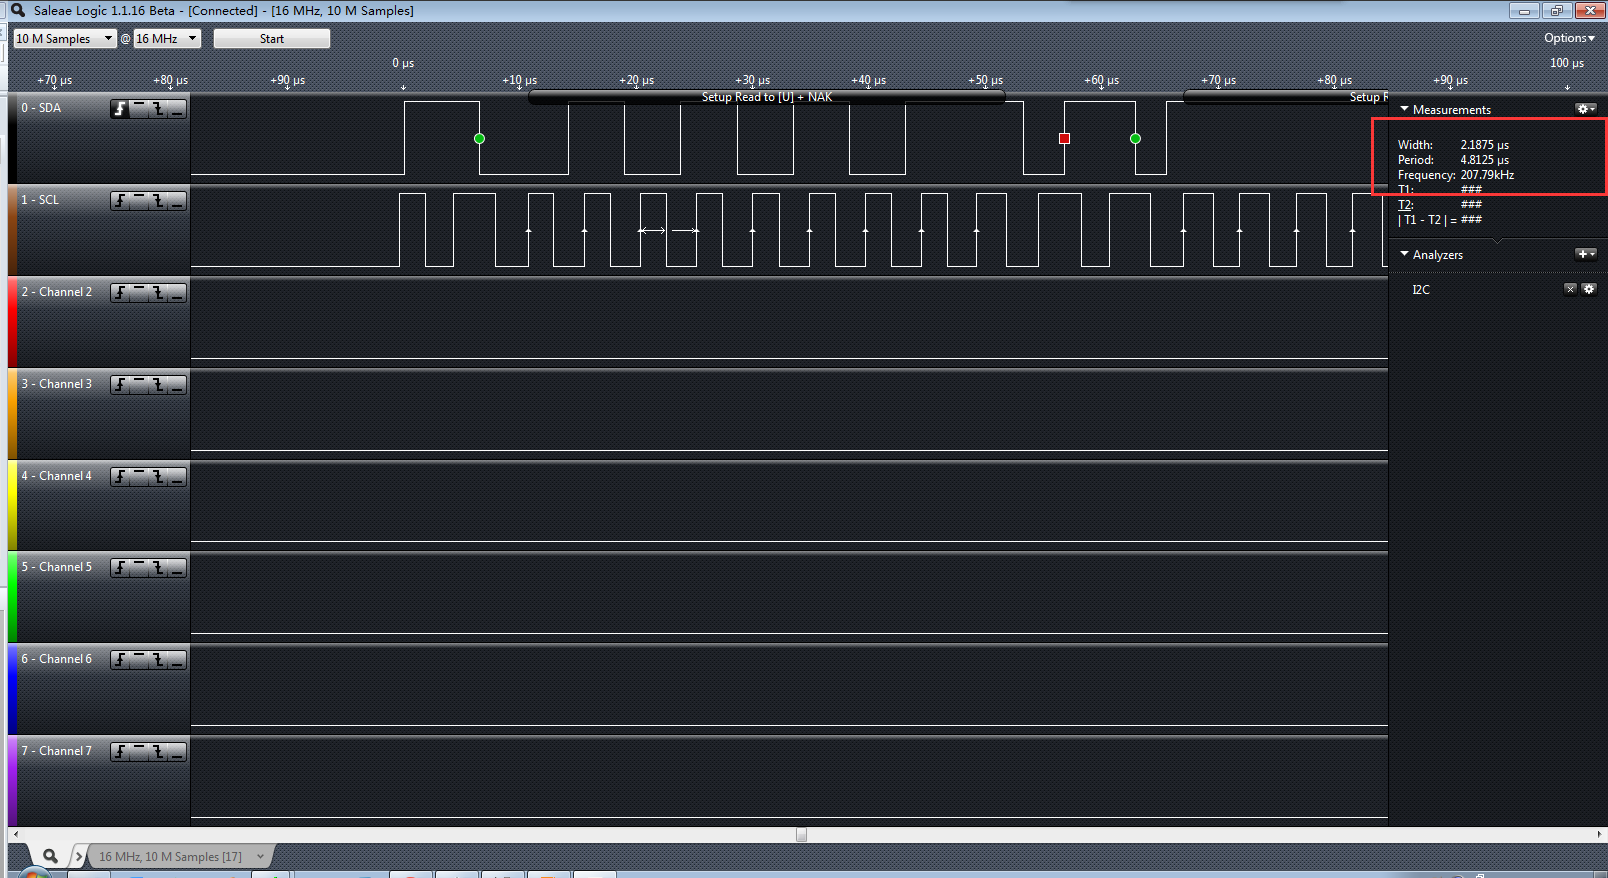 Saleae Logic 1.1.16 Beta - [Connected] - [16 MHz, 10 M Samples]
10 M Samples @ 16 MHz Start Options
0 µs 100 µs
+70 µs +80 µs +90 µs +10 µs +20 µs +30 µs +40 µs +50 µs +60 µs +70 µs +80 µs +90 µs
Setup Read to [U] + NAK Setup R
0 - SDA
1 - SCL
2 - Channel 2
3 - Channel 3
4 - Channel 4
5 - Channel 5
6 - Channel 6
7 - Channel 7
Measurements
Width: 2.1875 µs
Period: 4.8125 µs
Frequency: 207.79kHz
T1: ###
T2: ###
| T1 - T2 | = ###
Analyzers
I2C
16 MHz, 10 M Samples [17]